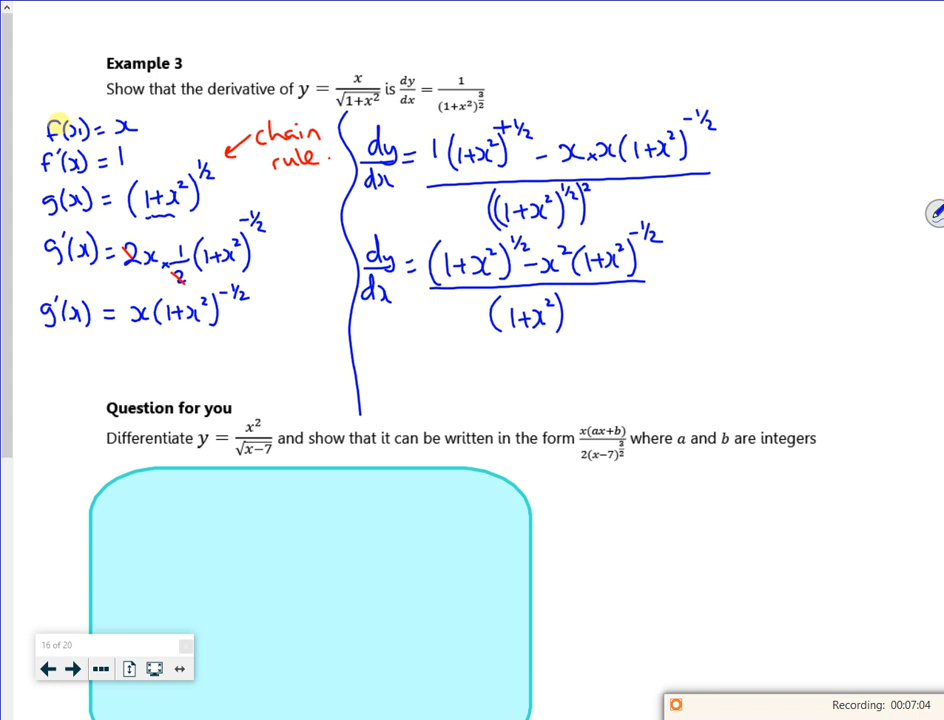 Example 3
Show that the derivative of y = x/√(1+x²) is dy/dx = 1/(1+x²)^(3/2)
f(x) = x
f'(x) = 1
chain rule.
g(x) = (1+x²)^(1/2)
g'(x) = 2x × 1/2 (1+x²)^(-1/2)
g'(x) = x(1+x²)^(-1/2)
dy/dx = (1(1+x²)^(+1/2) - x × x(1+x²)^(-1/2)) / ((1+x²)^(1/2))²
dy/dx = ((1+x²)^(1/2) - x²(1+x²)^(-1/2)) / (1+x²)
Question for you
Differentiate y = x²/√(x−7) and show that it can be written in the form x(ax+b)/2(x−7)^(3/2) where a and b are integers
16 of 20
Recording: 00:07:04